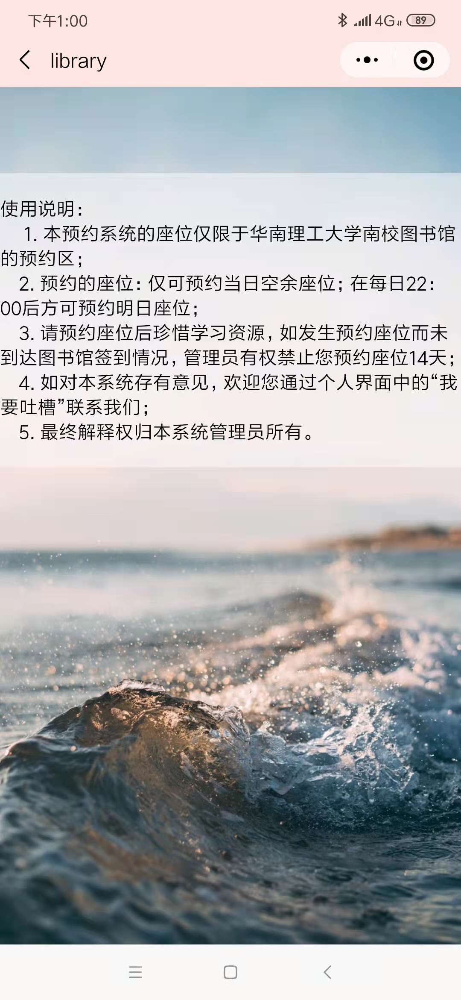 下午1:00
4G 89
library
使用说明：
1. 本预约系统的座位仅限于华南理工大学南校图书馆
的预约区；
2. 预约的座位：仅可预约当日空余座位；在每日22：
00后方可预约明日座位；
3. 请预约座位后珍惜学习资源，如发生预约座位而未
到达图书馆签到情况，管理员有权禁止您预约座位14天；
4. 如对本系统存有意见，欢迎您通过个人界面中的“我
要吐槽”联系我们；
5. 最终解释权归本系统管理员所有。